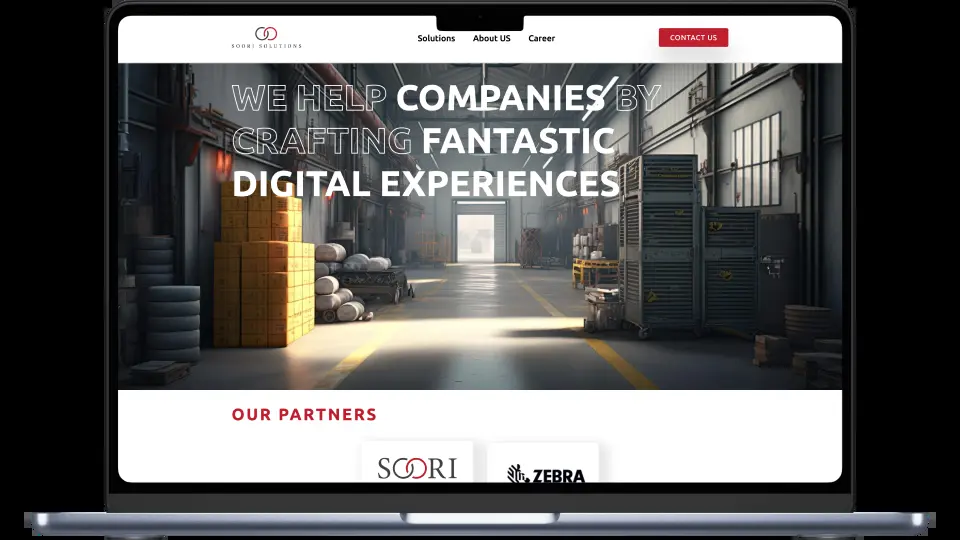 SOORI SOLUTIONS
Solutions
About US
Career
CONTACT US
WE HELP COMPANIES BY
CRAFTING FANTASTIC
DIGITAL EXPERIENCES
OUR PARTNERS
SOORI
ZEBRA